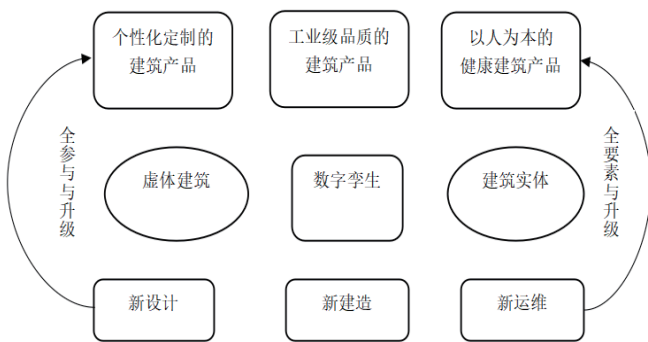 个性化定制的
建筑产品
工业级品质的
建筑产品
以人为本的
健康建筑产品
全参与与升级
虚体建筑
数字孪生
建筑实体
全要素与升级
新设计
新建造
新运维